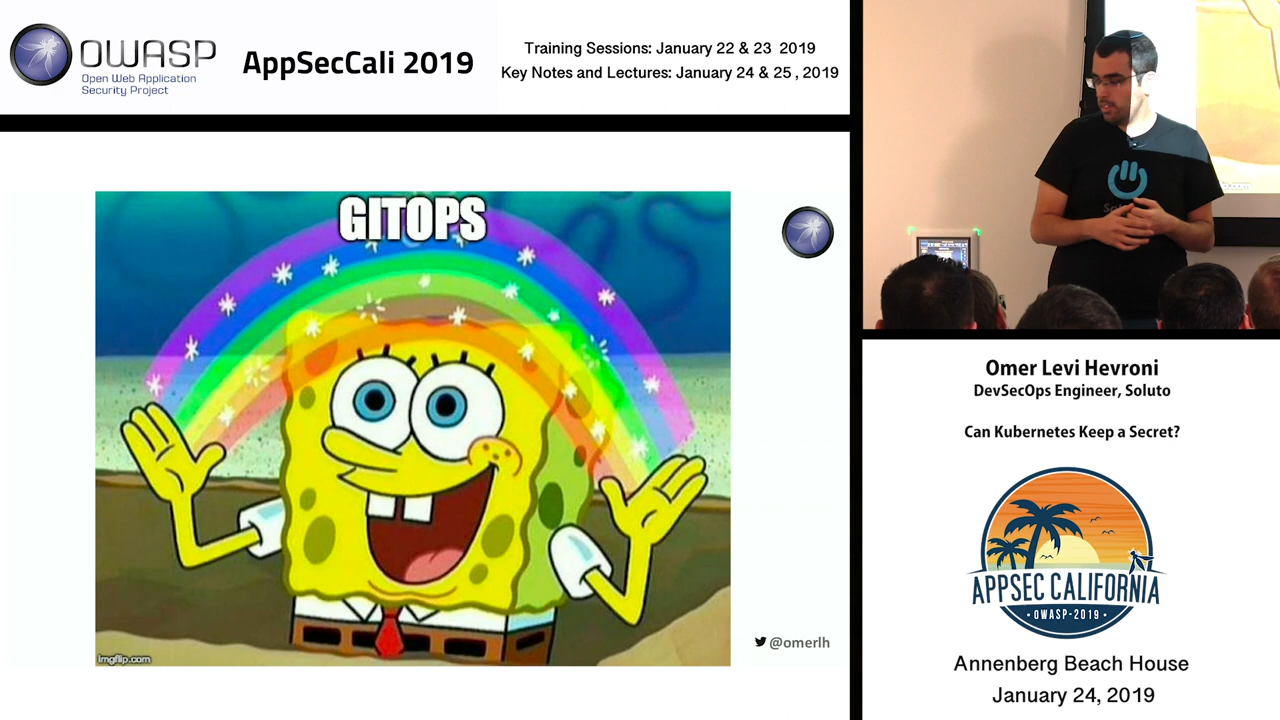 OWASP
Open Web Application
Security Project
AppSecCali 2019
Training Sessions: January 22 & 23 2019
Key Notes and Lectures: January 24 & 25 , 2019
GITOPS
imgflip.com
@omerlh
Omer Levi Hevroni
DevSecOps Engineer, Soluto
Can Kubernetes Keep a Secret?
APPSEC CALIFORNIA
• OWASP-2019 •
Annenberg Beach House
January 24, 2019